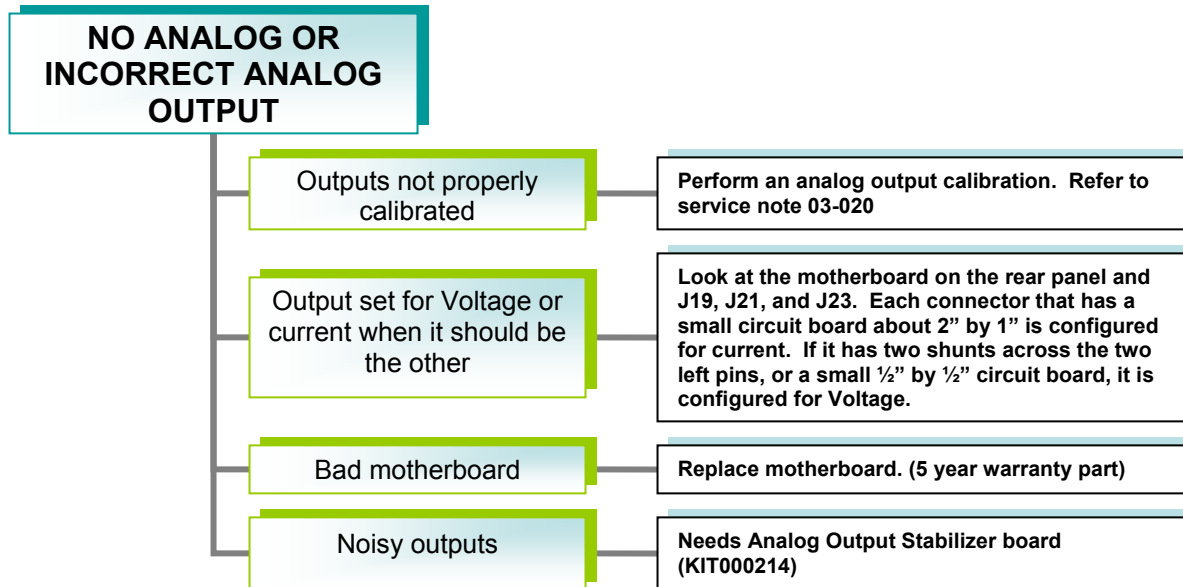 NO ANALOG OR
INCORRECT ANALOG
OUTPUT
Outputs not properly
calibrated
Perform an analog output calibration.  Refer to
service note 03-020
Output set for Voltage or
current when it should be
the other
Look at the motherboard on the rear panel and
J19, J21, and J23.  Each connector that has a
small circuit board about 2” by 1” is configured
for current.  If it has two shunts across the two
left pins, or a small ½” by ½” circuit board, it is
configured for Voltage.
Bad motherboard
Replace motherboard. (5 year warranty part)
Noisy outputs
Needs Analog Output Stabilizer board
(KIT000214)